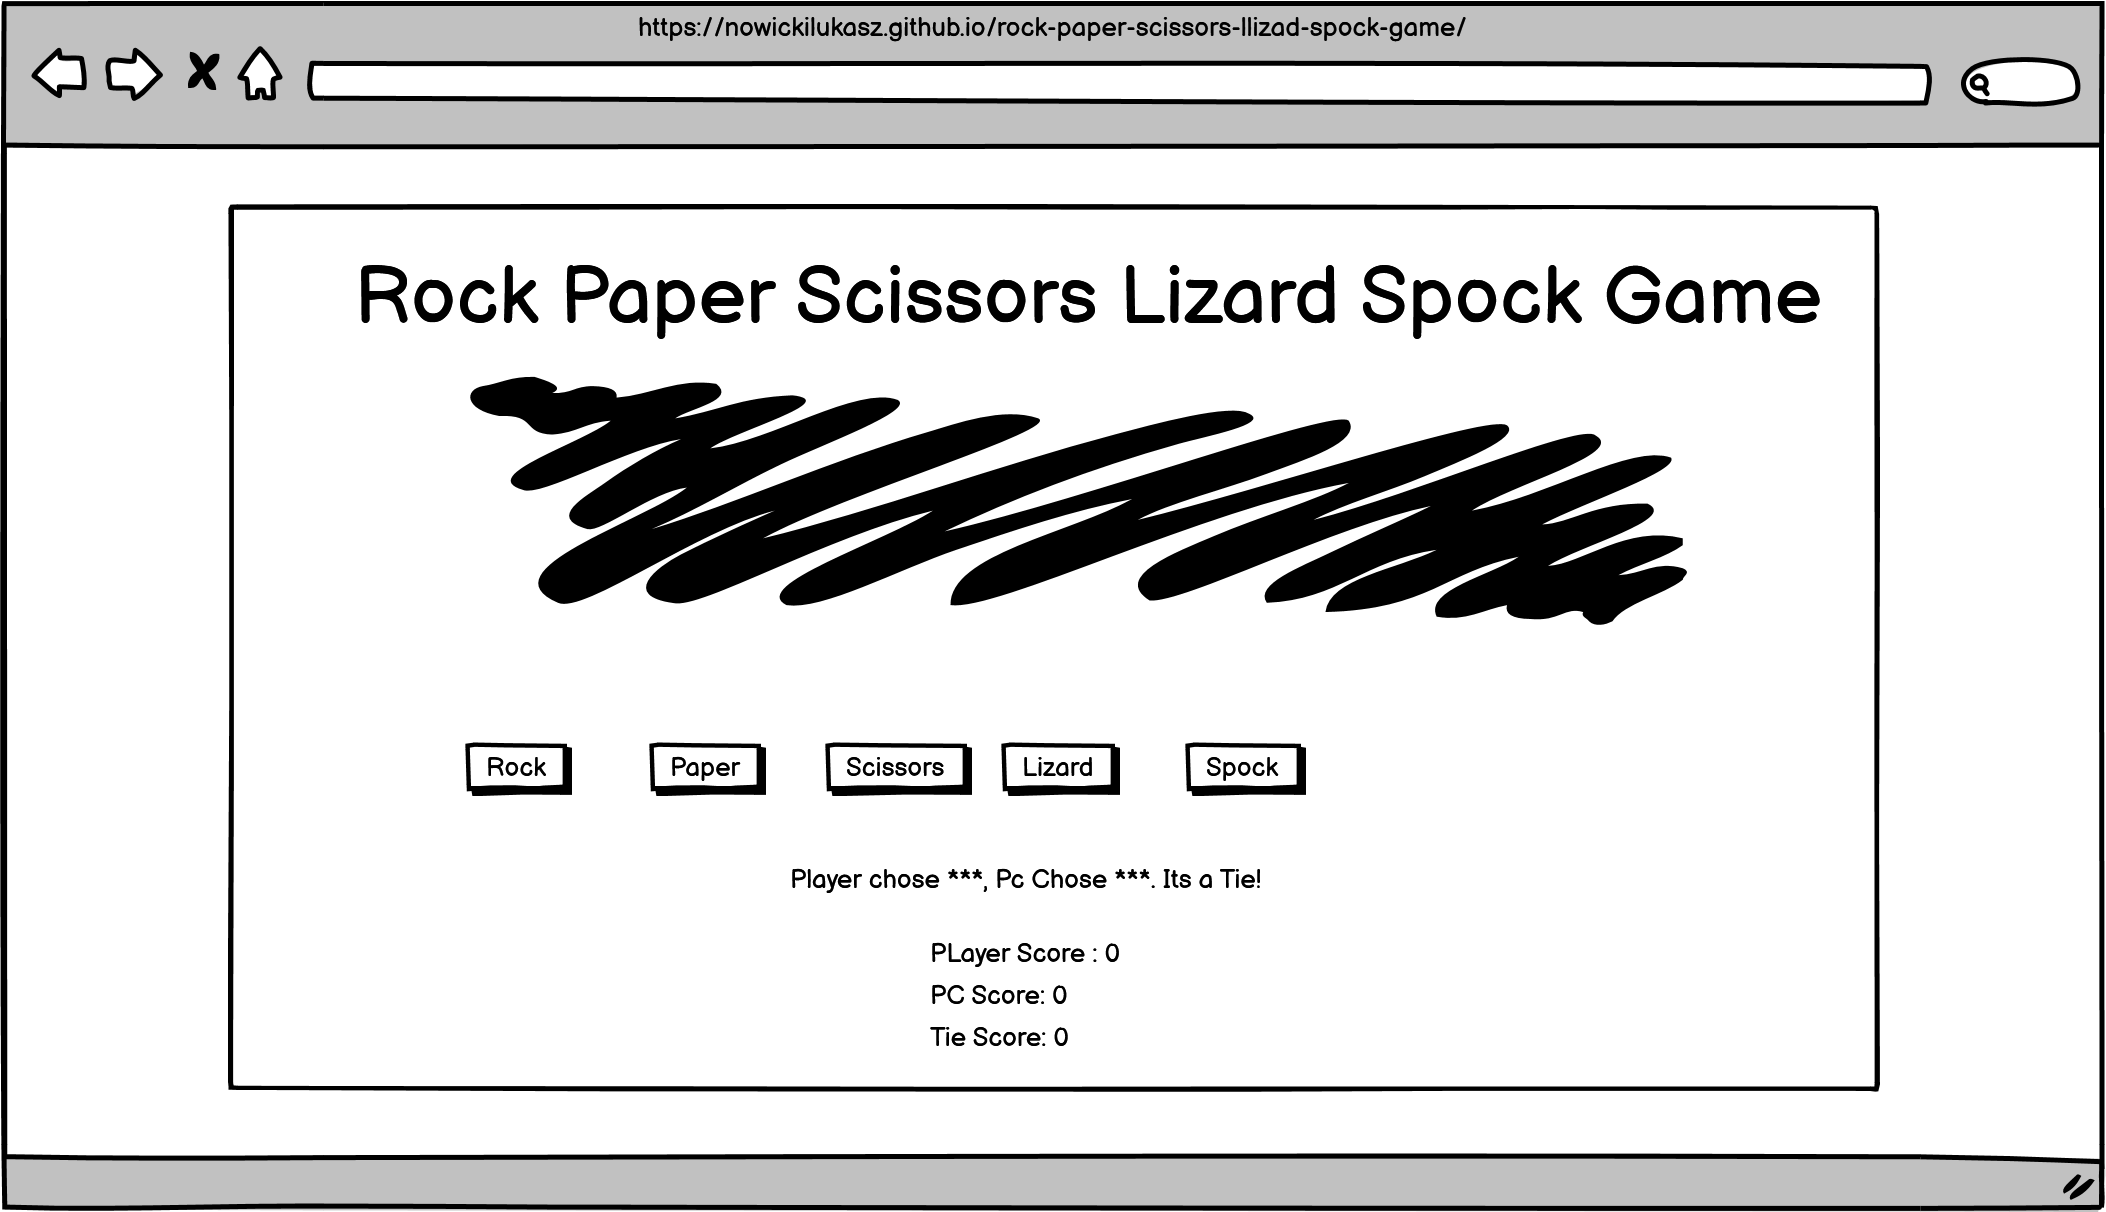 https://nowickilukasz.github.io/rock-paper-scissors-llizad-spock-game/
Rock Paper Scissors Lizard Spock Game
Rock Paper Scissors Lizard Spock
Player chose ***, Pc Chose ***. Its a Tie!
PLayer Score : 0
PC Score: 0
Tie Score: 0